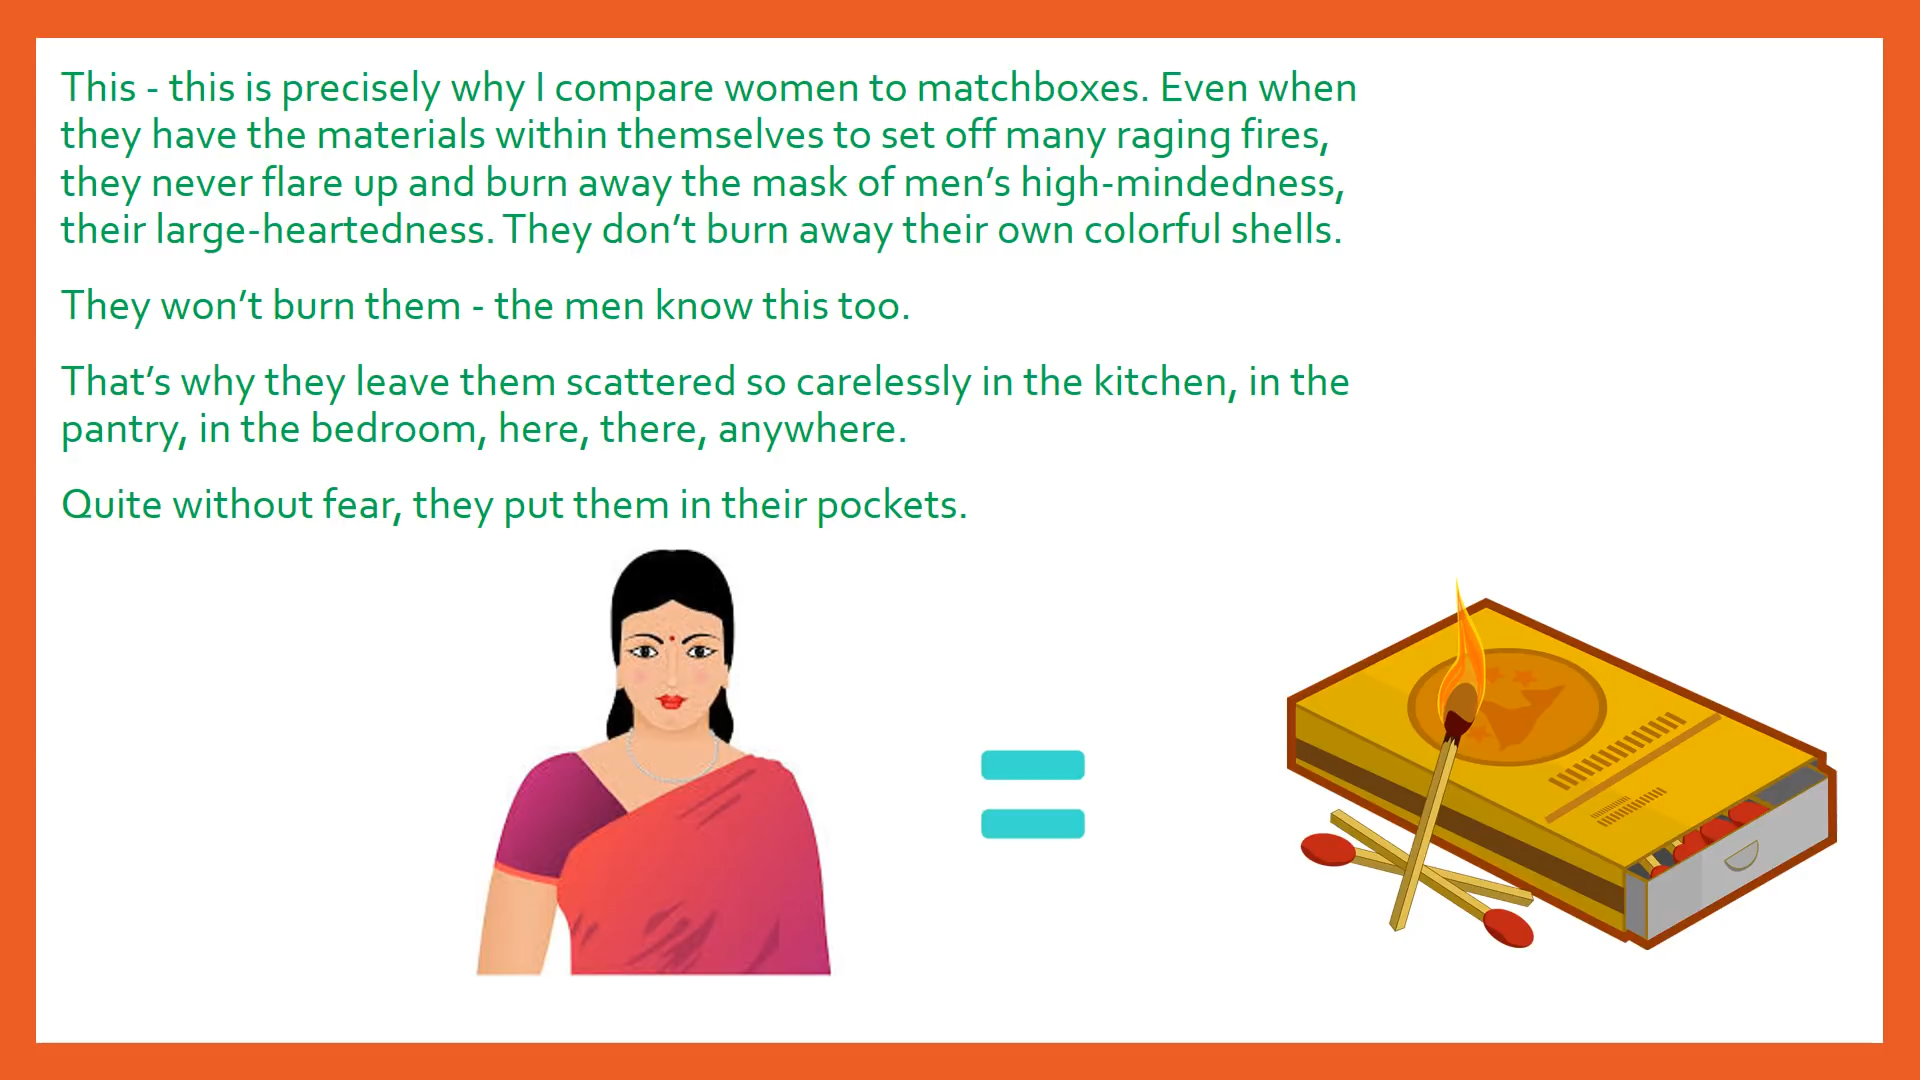 This - this is precisely why I compare women to matchboxes. Even when
they have the materials within themselves to set off many raging fires,
they never flare up and burn away the mask of men’s high-mindedness,
their large-heartedness. They don’t burn away their own colorful shells.
They won’t burn them - the men know this too.
That’s why they leave them scattered so carelessly in the kitchen, in the
pantry, in the bedroom, here, there, anywhere.
Quite without fear, they put them in their pockets.